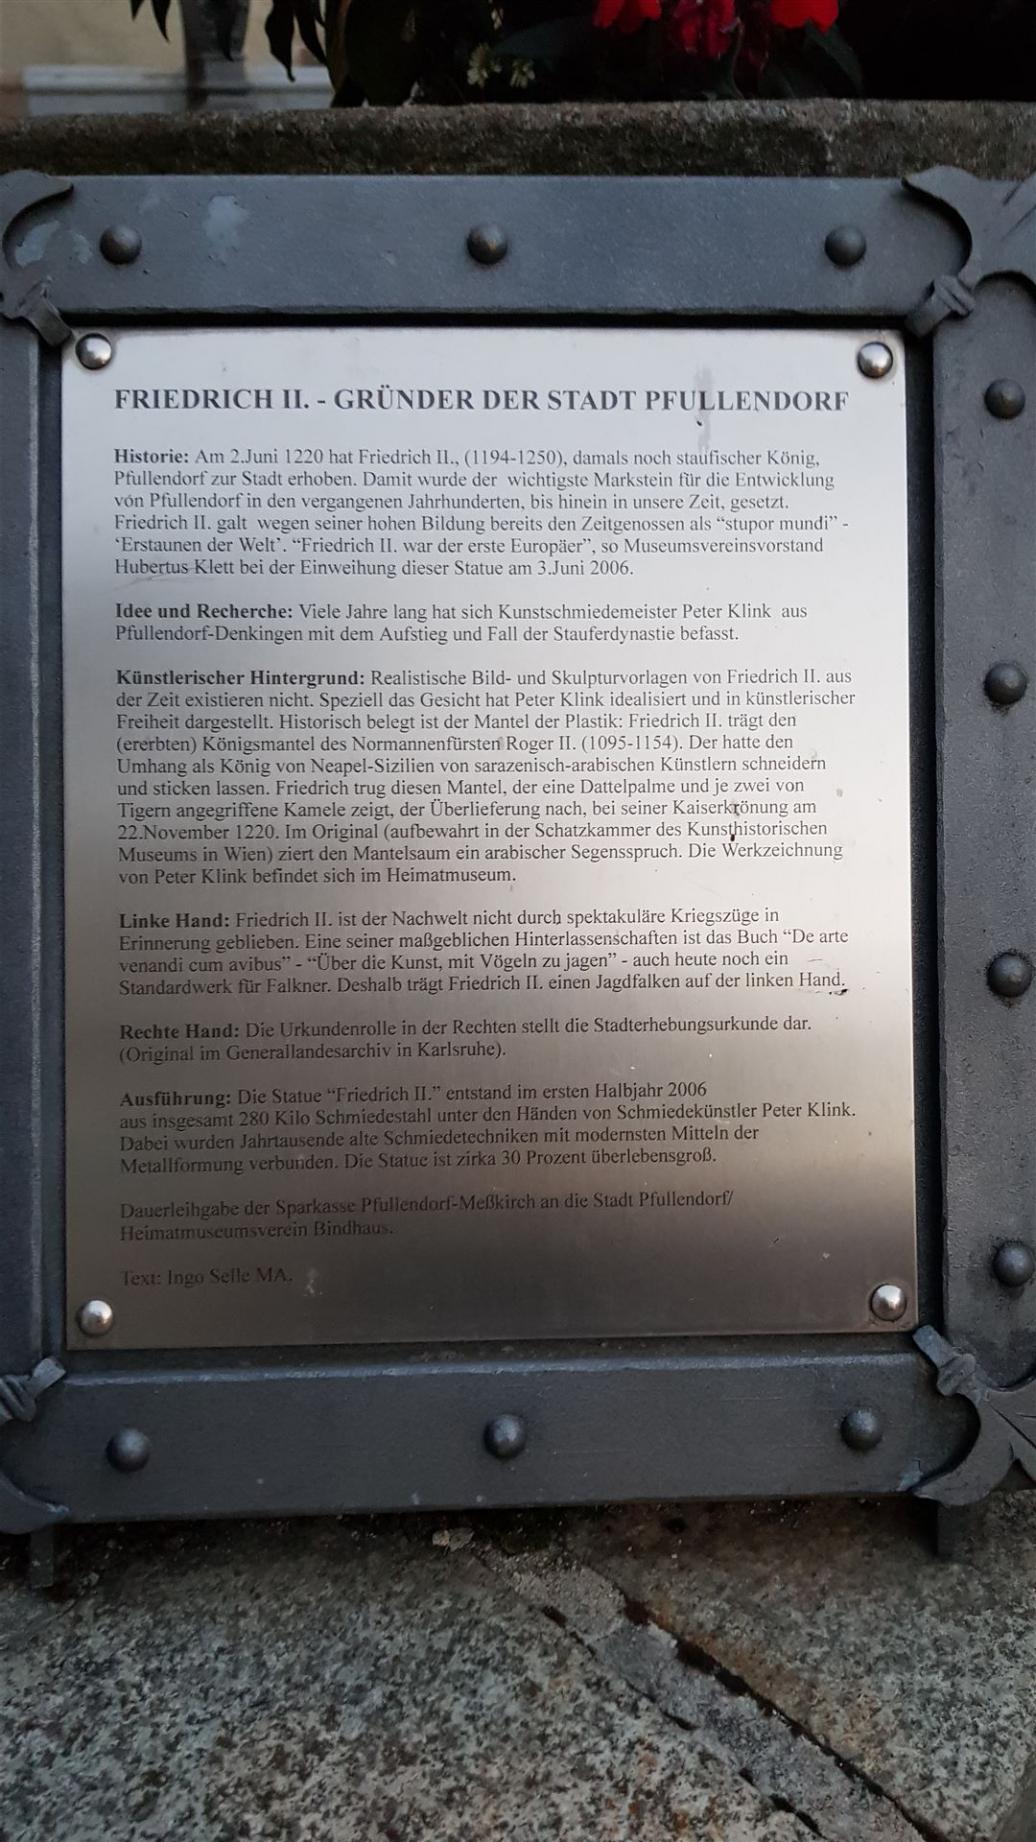 FRIEDRICH II. - GRÜNDER DER STADT PFULLENDORF
Historie: Am 2.Juni 1220 hat Friedrich II., (1194-1250), damals noch staufischer König,
Pfullendorf zur Stadt erhoben. Damit wurde der wichtigste Markstein für die Entwicklung
von Pfullendorf in den vergangenen Jahrhunderten, bis hinein in unsere Zeit, gesetzt.
Friedrich II. galt wegen seiner hohen Bildung bereits den Zeitgenossen als “stupor mundi” -
‘Erstaunen der Welt’. “Friedrich II. war der erste Europäer”, so Museumsvereinsvorstand
Hubertus Klett bei der Einweihung dieser Statue am 3.Juni 2006.
Idee und Recherche: Viele Jahre lang hat sich Kunstschmiedemeister Peter Klink aus
Pfullendorf-Denkingen mit dem Aufstieg und Fall der Stauferdynastie befasst.
Künstlerischer Hintergrund: Realistische Bild- und Skulpturvorlagen von Friedrich II. aus
der Zeit existieren nicht. Speziell das Gesicht hat Peter Klink idealisiert und in künstlerischer
Freiheit dargestellt. Historisch belegt ist der Mantel der Plastik: Friedrich II. trägt den
(ererbten) Königsmantel des Normannenfürsten Roger II. (1095-1154). Der hatte den
Umhang als König von Neapel-Sizilien von sarazenisch-arabischen Künstlern schneidern
und sticken lassen. Friedrich trug diesen Mantel, der eine Dattelpalme und je zwei von
Tigern angegriffene Kamele zeigt, der Überlieferung nach, bei seiner Kaiserkrönung am
22.November 1220. Im Original (aufbewahrt in der Schatzkammer des Kunsthistorischen
Museums in Wien) ziert den Mantelsaum ein arabischer Segensspruch. Die Werkzeichnung
von Peter Klink befindet sich im Heimatmuseum.
Linke Hand: Friedrich II. ist der Nachwelt nicht durch spektakuläre Kriegszüge in
Erinnerung geblieben. Eine seiner maßgeblichen Hinterlassenschaften ist das Buch “De arte
venandi cum avibus” - “Über die Kunst, mit Vögeln zu jagen” - auch heute noch ein
Standardwerk für Falkner. Deshalb trägt Friedrich II. einen Jagdfalken auf der linken Hand.
Rechte Hand: Die Urkundenrolle in der Rechten stellt die Stadterhebungsurkunde dar.
(Original im Generallandesarchiv in Karlsruhe).
Ausführung: Die Statue “Friedrich II.” entstand im ersten Halbjahr 2006
aus insgesamt 280 Kilo Schmiedestahl unter den Händen von Schmiedekünstler Peter Klink.
Dabei wurden Jahrtausende alte Schmiedetechniken mit modernsten Mitteln der
Metallformung verbunden. Die Statue ist zirka 30 Prozent überlebensgroß.
Dauerleihgabe der Sparkasse Pfullendorf-Meßkirch an die Stadt Pfullendorf/
Heimatmuseumsverein Bindhaus.
Text: Ingo Selle MA.